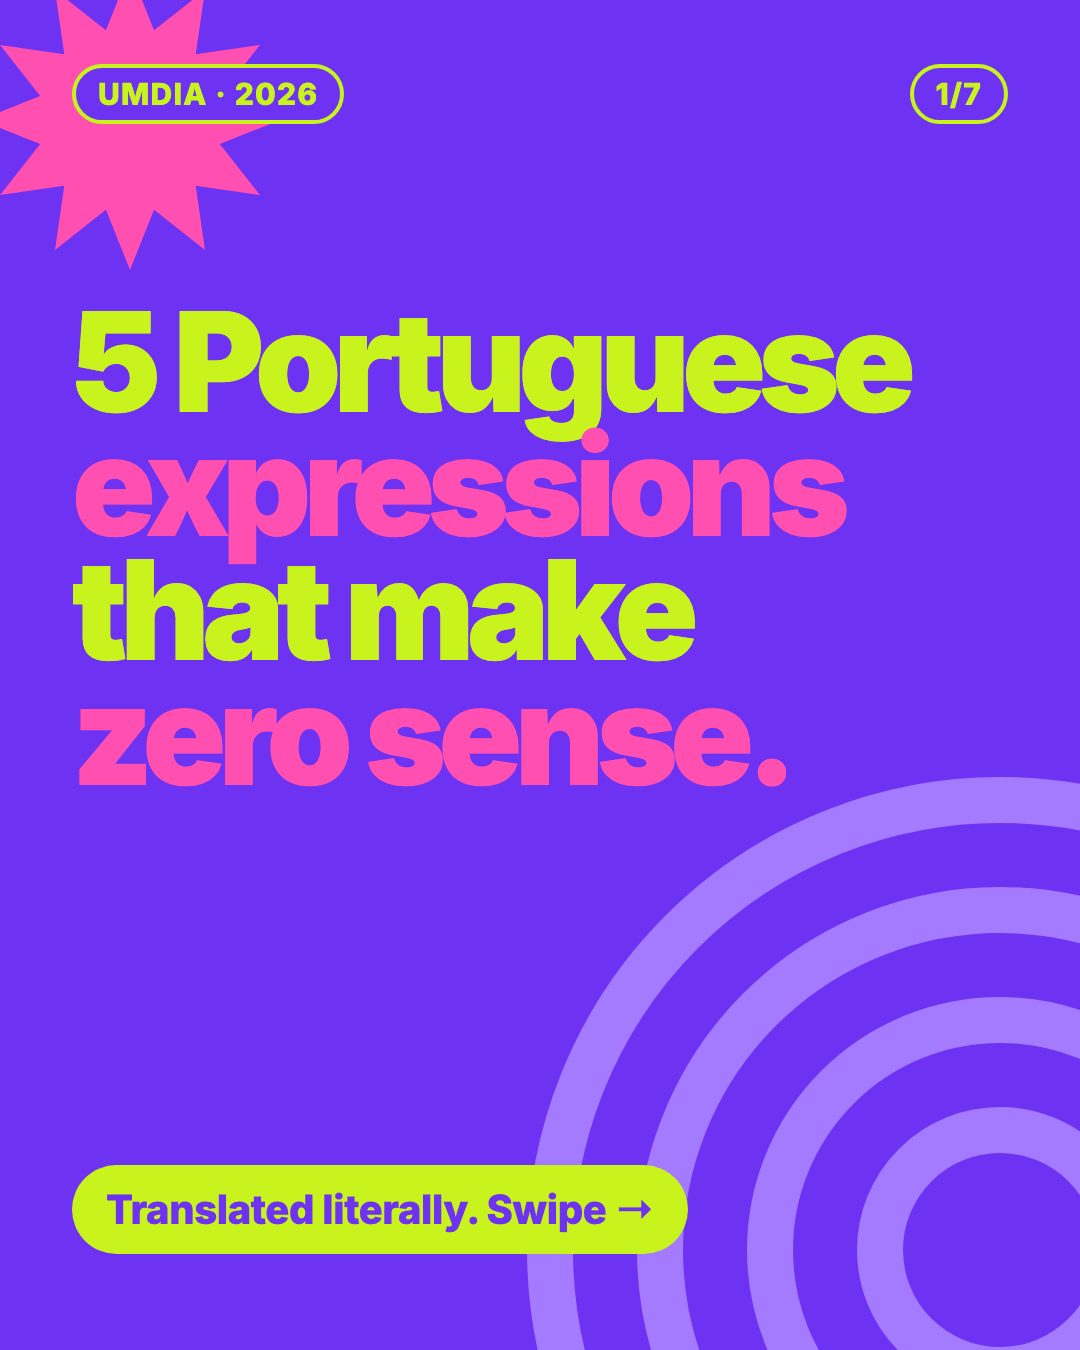 UMDIA · 2026
1/7
5 Portuguese
expressions
that make
zero sense.
Translated literally. Swipe →